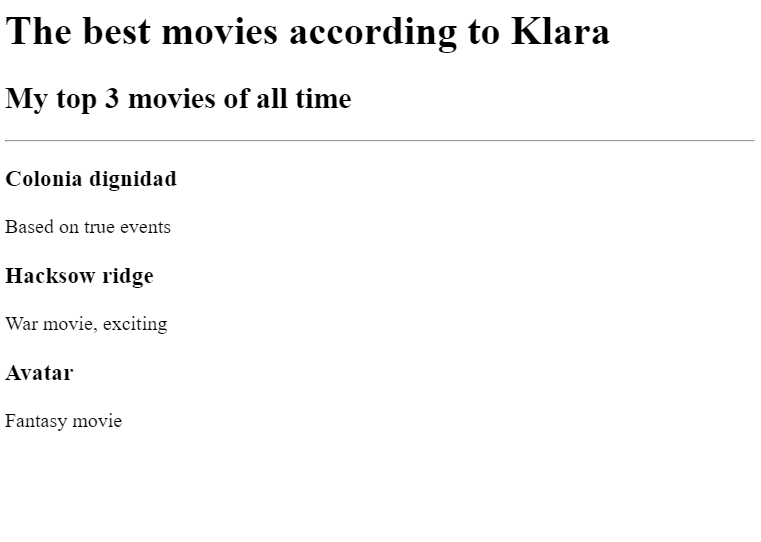 The best movies according to Klara
My top 3 movies of all time
Colonia dignidad
Based on true events
Hacksow ridge
War movie, exciting
Avatar
Fantasy movie